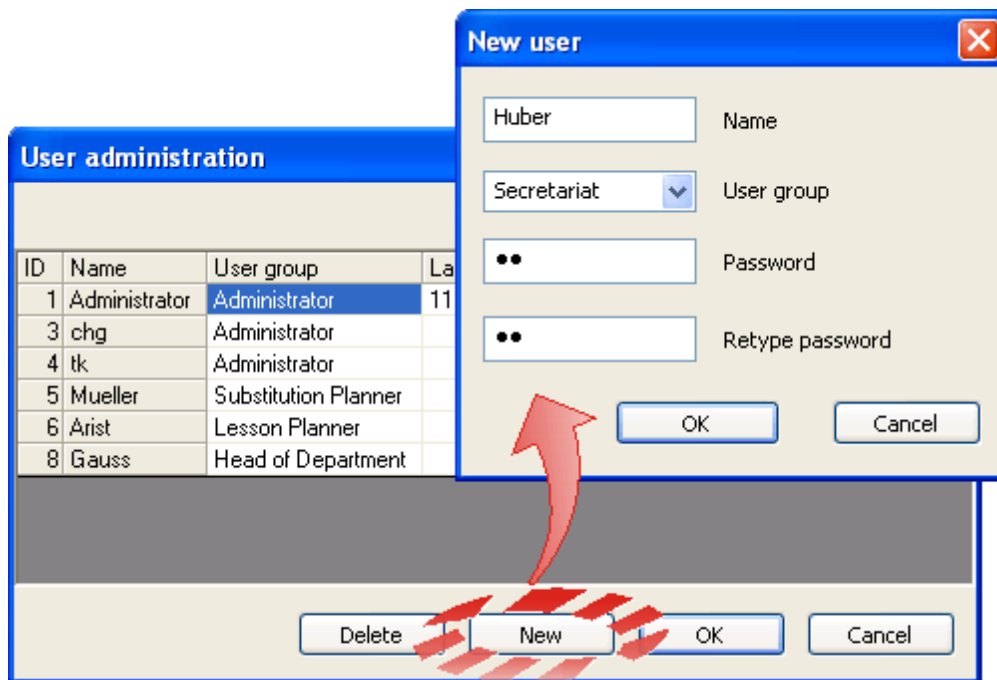 New user
Huber
Name
Secretariat
User group
●●
Password
●●
Retype password
OK
Cancel
User administration
ID Name User group La
1 Administrator Administrator 11
3 chg Administrator
4 tk Administrator
5 Mueller Substitution Planner
6 Arist Lesson Planner
8 Gauss Head of Department
Delete New OK Cancel